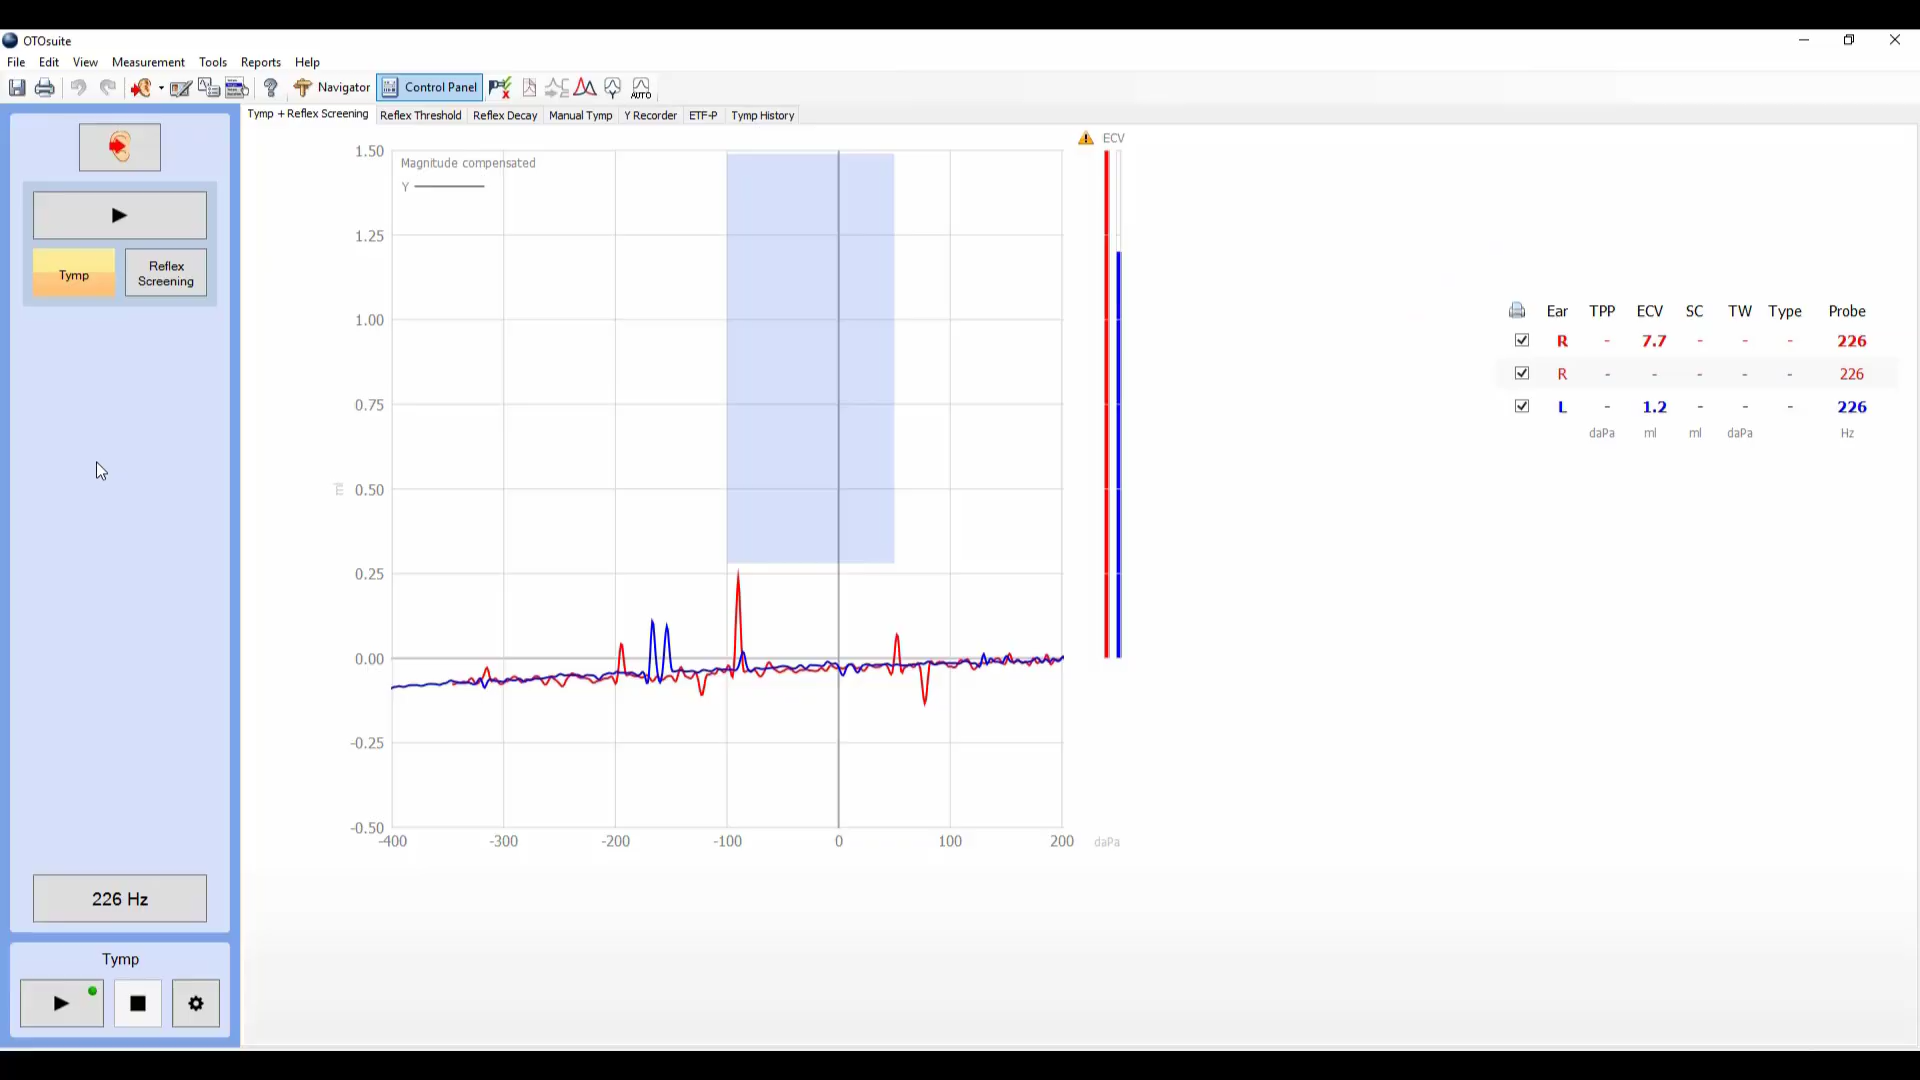 OTOsuite
File Edit View Measurement Tools Reports Help
Navigator Control Panel AUTO
Tymp + Reflex Screening Reflex Threshold Reflex Decay Manual Tymp Y Recorder ETF-P Tymp History
Tymp
Reflex
Screening
226 Hz
Tymp
Magnitude compensated
Y
1.50
1.25
1.00
0.75
ml 0.50
0.25
0.00
-0.25
-0.50
-400 -300 -200 -100 0 100 200 daPa
ECV
Ear TPP ECV SC TW Type Probe
R - 7.7 - - - 226
R - - - - - 226
L - 1.2 - - - 226
daPa ml ml daPa Hz